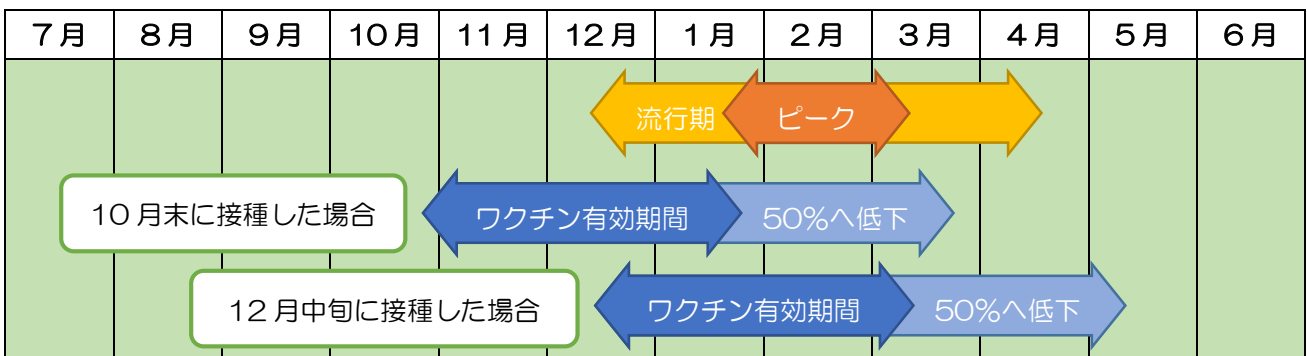 7月 8月 9月 10月 11月 12月 1月 2月 3月 4月 5月 6月
流行期 ピーク
10月末に接種した場合 ワクチン有効期間 50%へ低下
12月中旬に接種した場合 ワクチン有効期間 50%へ低下